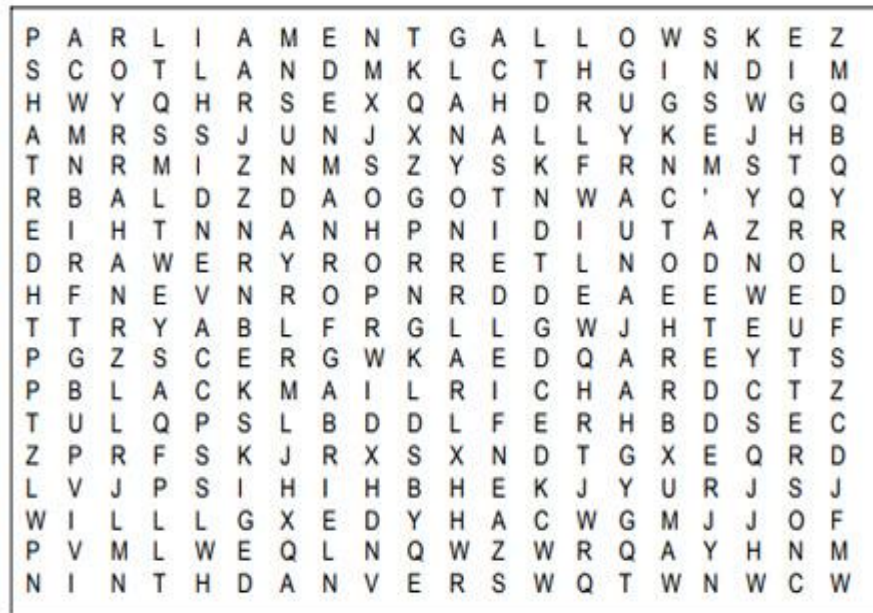 P A R L I A M E N T G A L L O W S K E Z
S C O T L A N D M K L C T H G I N D I M
H W Y Q H R S E X Q A H D R U G S W G Q
A M R S S J U N J X N A L L Y K E J H B
T N R M I Z N M S Z Y S K F R N M S T Q
R B A L D Z D A O G O T N W A C ' Y Q Y
E I H T N N A N H P N I D I U T A Z R R
D R A W E R Y R O R R E T L N O D N O L
H F N E V N R O P N R D D E A E E W E D
T T R Y A B L F R G L L G W J H T E U F
P G Z S C E R G W K A E D Q A R E Y T S
P B L A C K M A I L R I C H A R D C T Z
T U L Q P S L B D D L F E R H B D S E C
Z P R F S K J R X S X N D T G X E Q R D
L V J P S I H I H B H E K J Y U R J S J
W I L L L G X E D Y H A C W G M J J O F
P V M L W E Q L N Q W Z W R Q A Y H N M
N I N T H D A N V E R S W Q T W N W C W